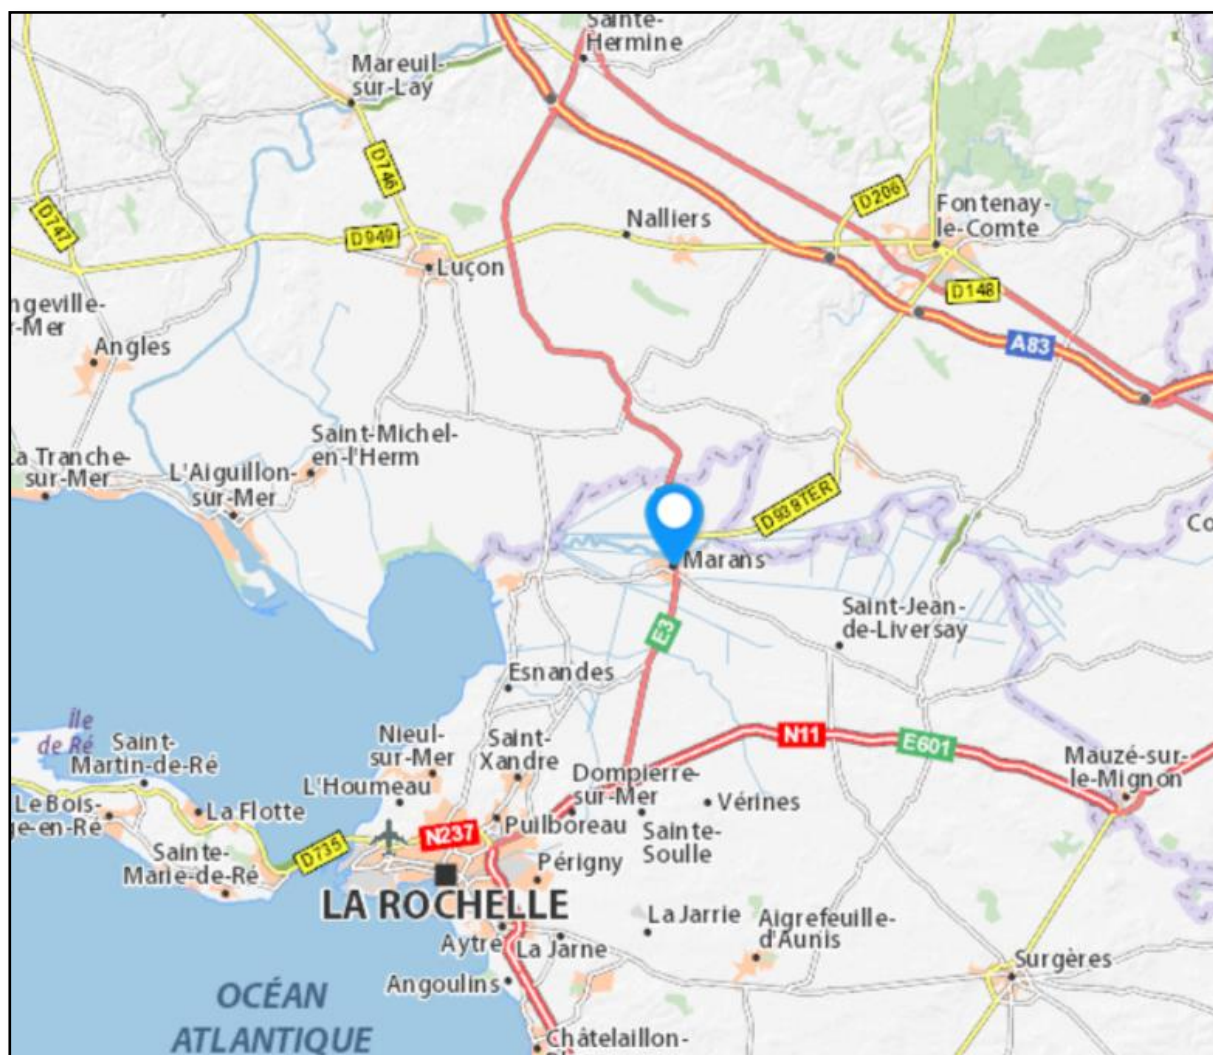 Sainte-
Hermine
Mareuil-
sur-Lay
D746
D747
D206
Nalliers
Fontenay-
le-Comte
D949
Luçon
D148
ngeville-
r-Mer
Angles
A83
Saint-Michel-
en-l'Herm
La Tranche-
sur-Mer
L'Aiguillon-
sur-Mer
D938TER
Co
Marans
Saint-Jean-
de-Liversay
E3
Esnandes
Île
de Ré
Saint-
Martin-de-Ré
Nieul-
sur-Mer
Saint-
Xandre
N11
E601
Mauzé-sur-
le-Mignon
L'Houmeau
Dompierre-
sur-Mer
Vérines
Le Bois-
ge-en-Ré
La Flotte
Puilboreau
Sainte-
Soulle
N237
D735
Sainte-
Marie-de-Ré
Périgny
LA ROCHELLE
La Jarrie
Aigrefeuille-
d'Aunis
Aytré
La Jarne
Surgères
Angoulins
OCÉAN
ATLANTIQUE
Châtelaillon-